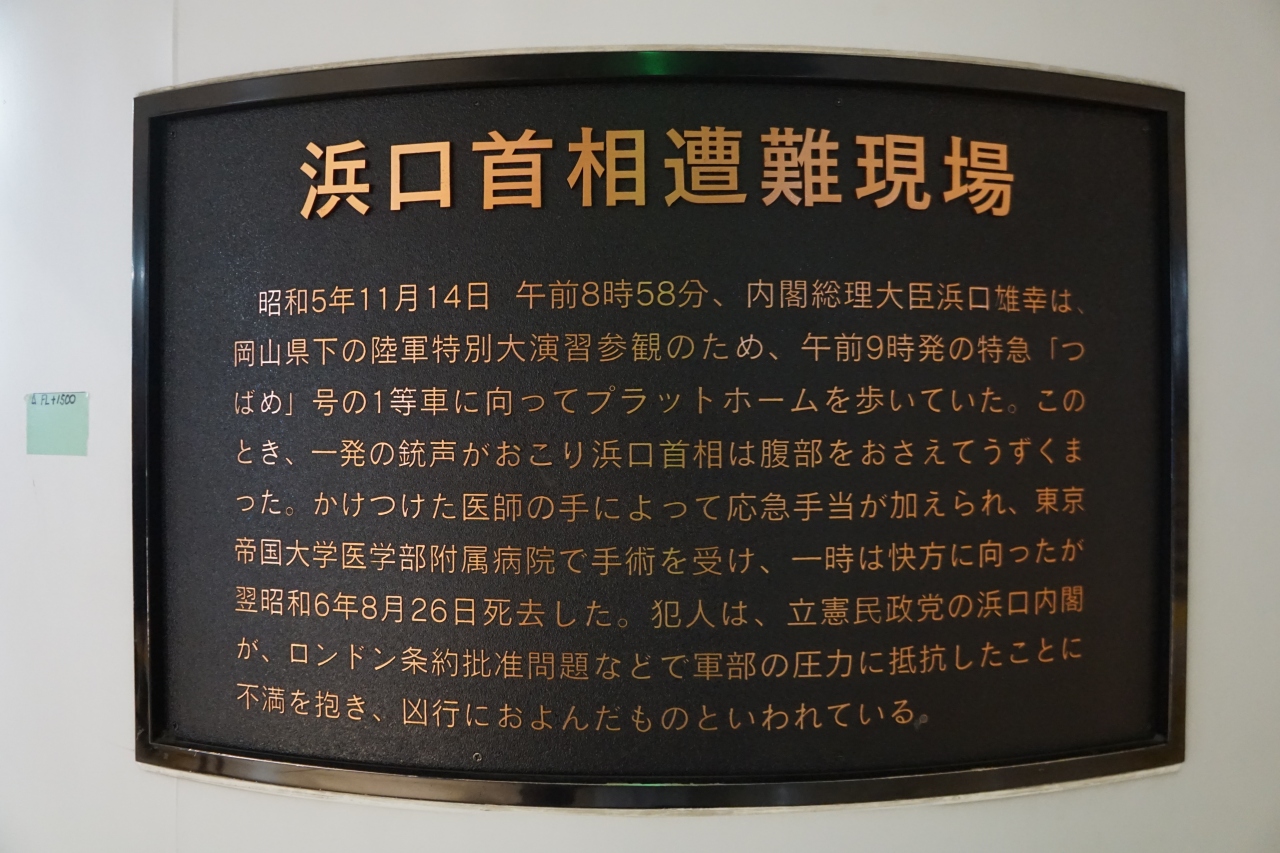 浜口首相遭難現場
昭和5年11月14日 午前8時58分、内閣総理大臣浜口雄幸は、
岡山県下の陸軍特別大演習参観のため、午前9時発の特急「つ
ばめ」号の1等車に向ってプラットホームを歩いていた。この
とき、一発の銃声がおこり浜口首相は腹部をおさえてうずくま
った。かけつけた医師の手によって応急手当が加えられ、東京
帝国大学医学部附属病院で手術を受け、一時は快方に向ったが
翌昭和6年8月26日死去した。犯人は、立憲民政党の浜口内閣
が、ロンドン条約批准問題などで軍部の圧力に抵抗したことに
不満を抱き、凶行におよんだものといわれている。
△ FL+1500